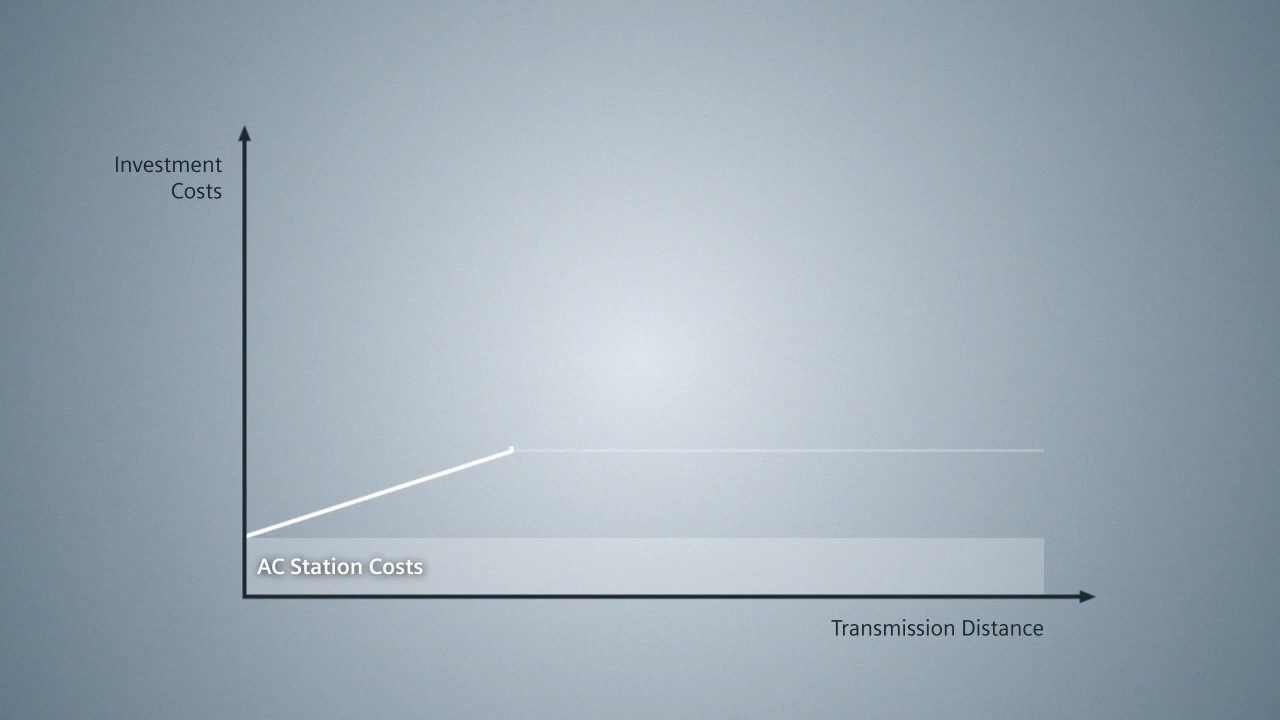 Investment
Costs
AC Station Costs
Transmission Distance